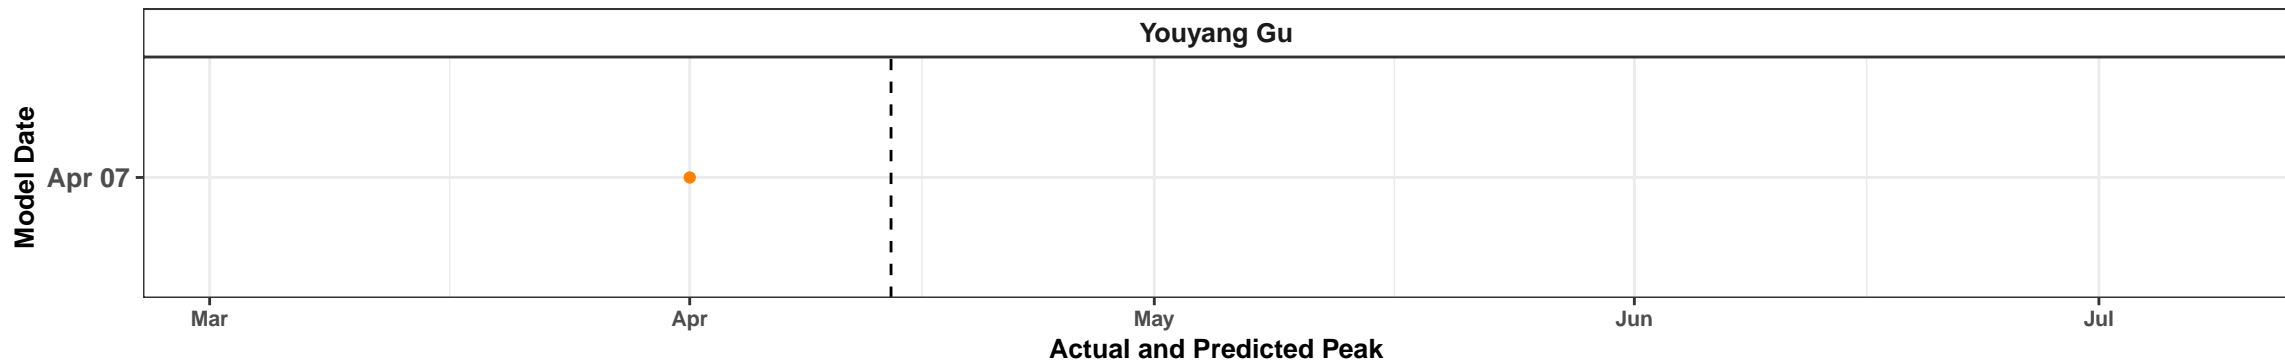 Youyang Gu
Model Date
Apr 07
Mar Apr May Jun Jul
Actual and Predicted Peak